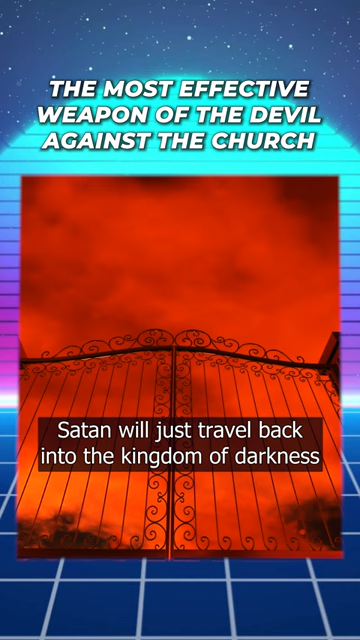 THE MOST EFFECTIVE
WEAPON OF THE DEVIL
AGAINST THE CHURCH
Satan will just travel back
into the kingdom of darkness